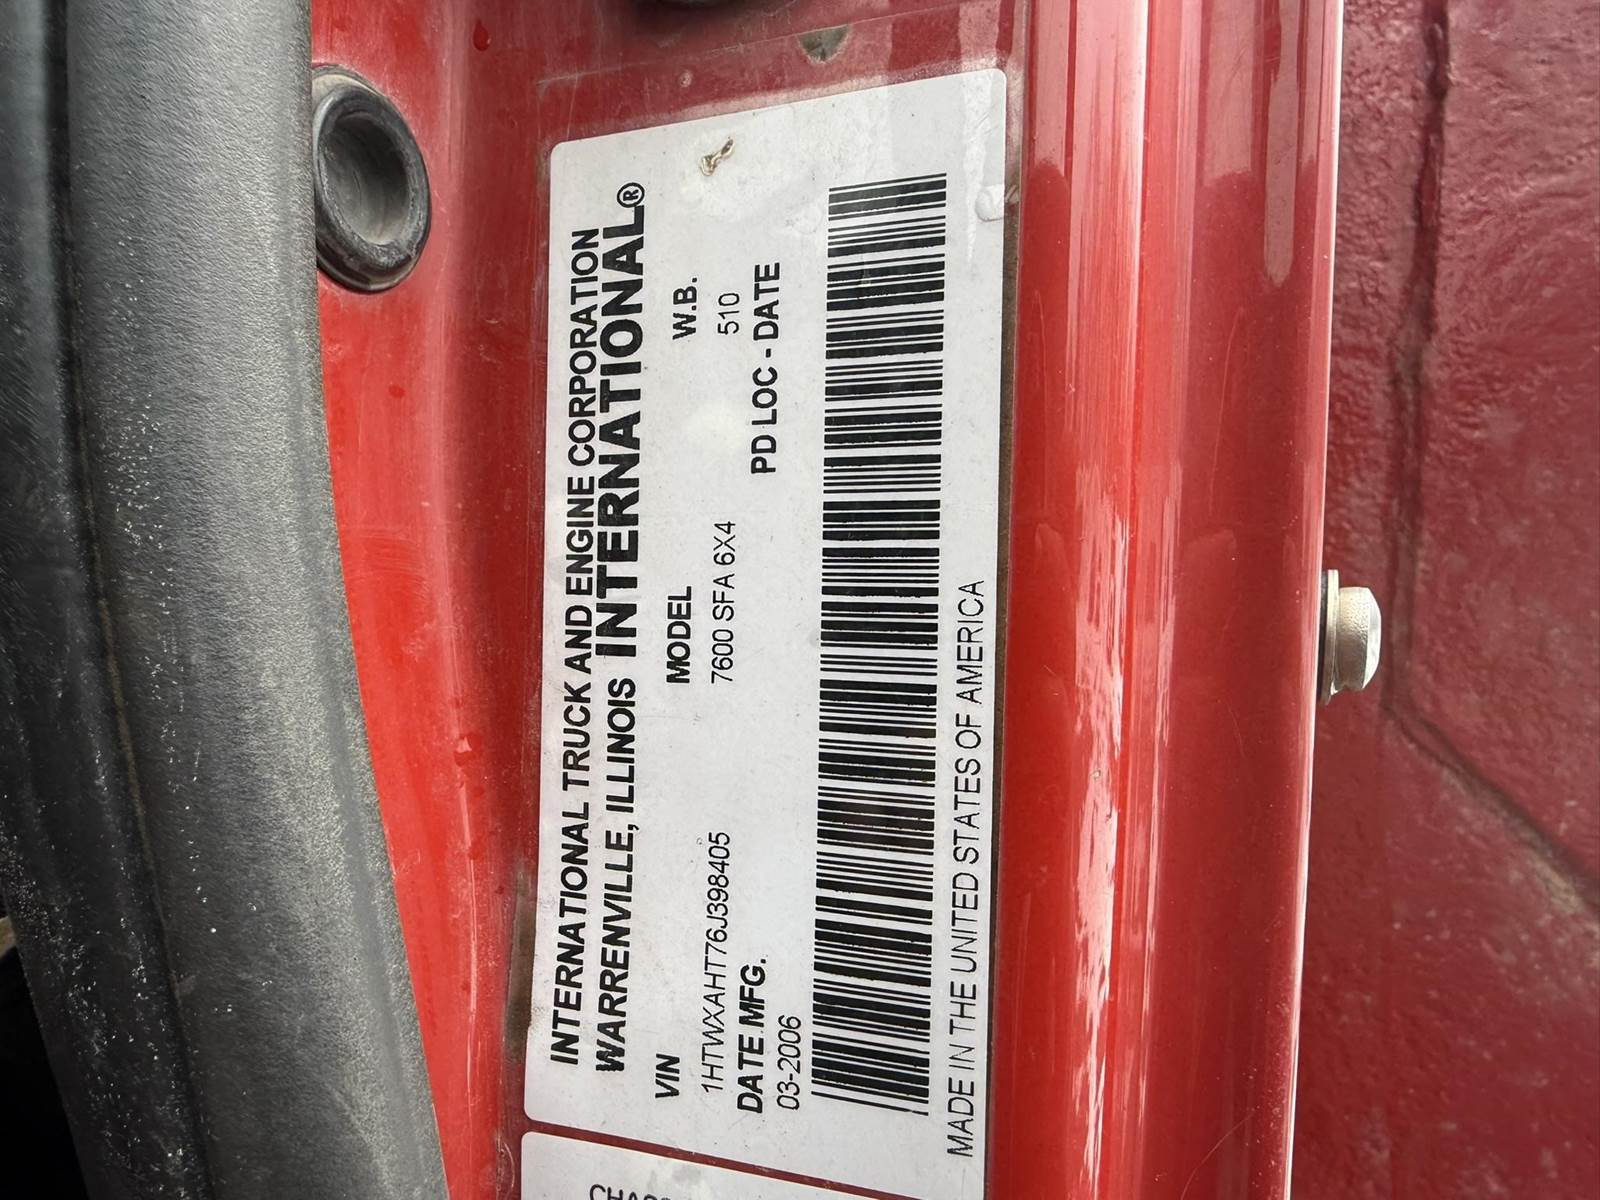 INTERNATIONAL TRUCK AND ENGINE CORPORATION
WARRENVILLE, ILLINOIS INTERNATIONAL®
VIN MODEL W.B.
1HTWXAHT76J398405 7600 SFA 6X4 510
DATE MFG. PD LOC - DATE
03-2006
MADE IN THE UNITED STATES OF AMERICA